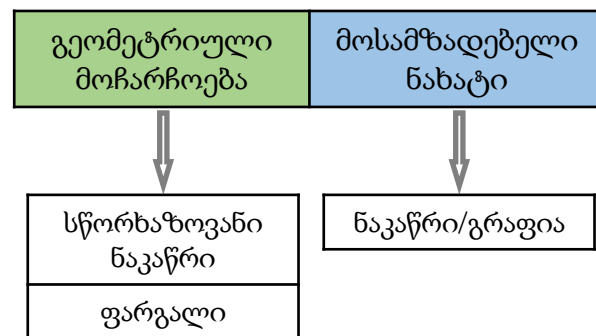 გეომეტრიული
მოჩარჩოება
მოსამზადებელი
ნახატი
სწორხაზოვანი
ნაკაწრი
ფარგალი
ნაკაწრი/გრაფია